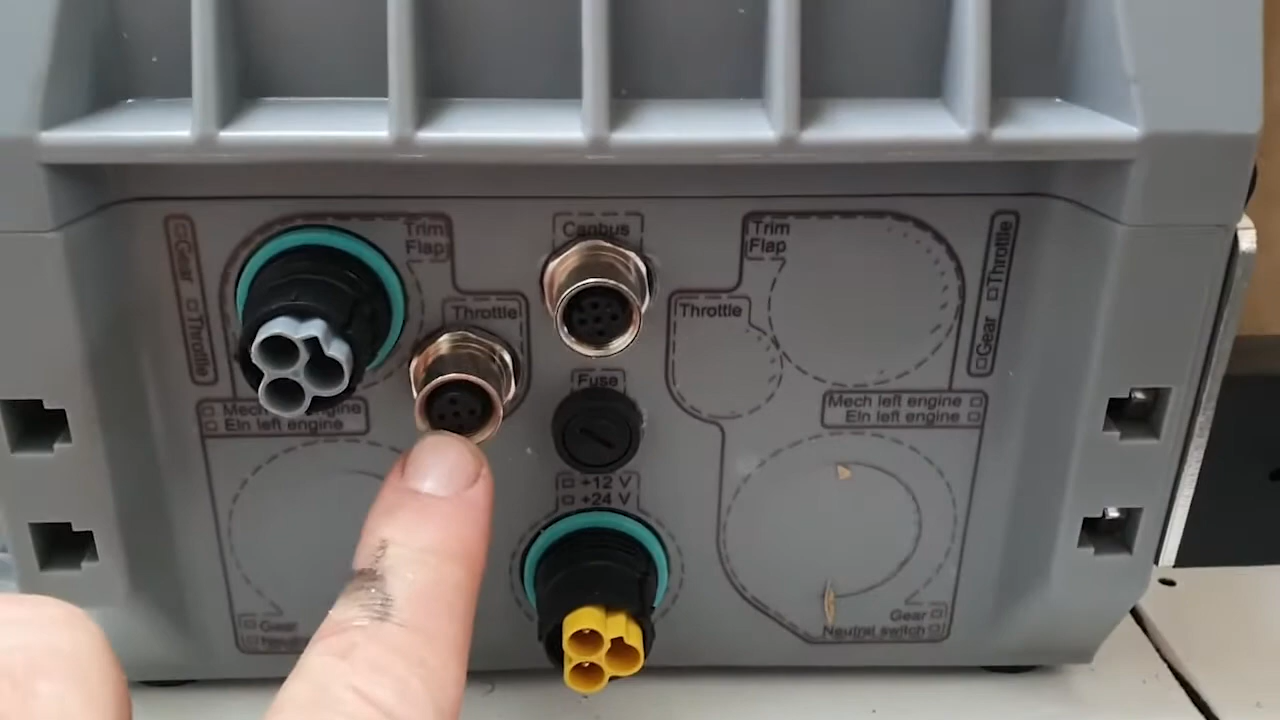 Gear
Throttle
Trim
Flap
Throttle
Canbus
Fuse
+12 V
+24 V
Throttle
Trim
Flap
Gear
Throttle
Mech engine
Eln left engine
Mech left engine
Eln left engine
Gear
Gear
Neutral switch